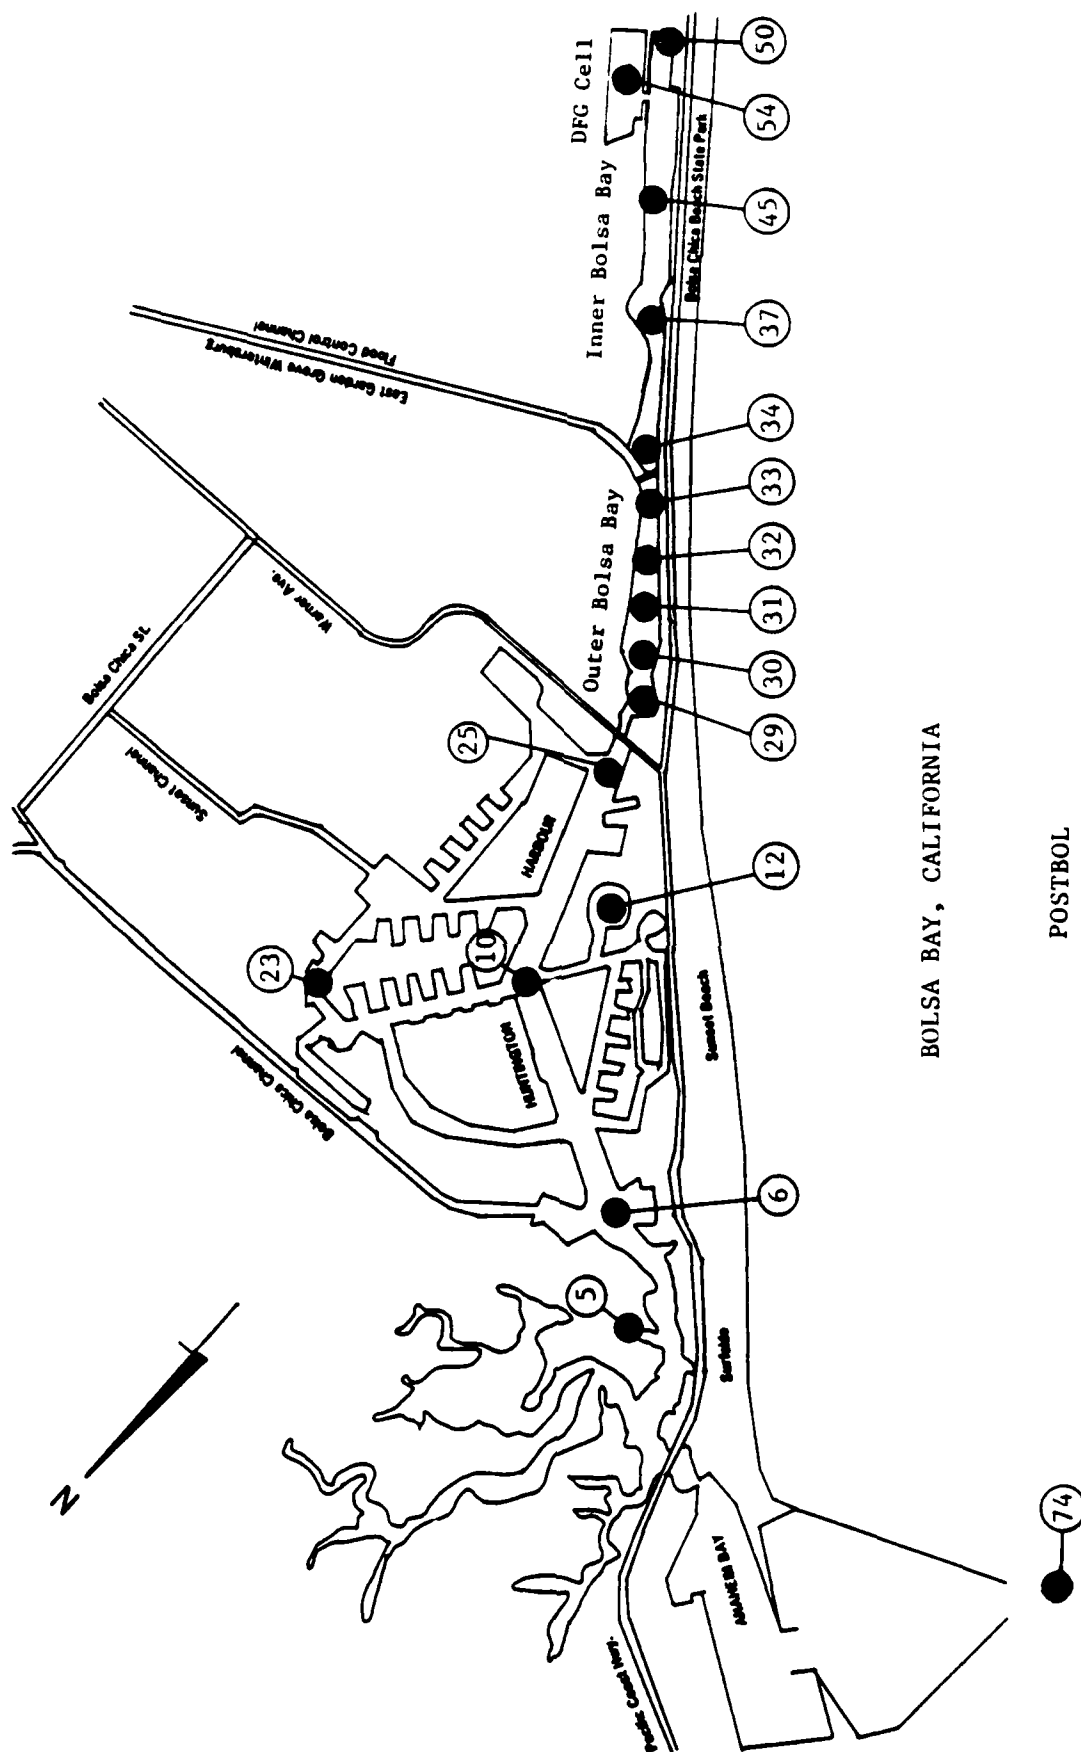 N
Pacific Coast Hwy.
ANAHEIM BAY
74
Surfside
Sunset Beach
5
6
Bolsa Chica Channel
HUNTINGTON
HARBOUR
10
12
23
25
Sunset Channel
Bolsa Chica St.
Warner Ave.
East Garden Grove Wintersburg
Flood Control Channel
Outer Bolsa Bay
Inner Bolsa Bay
DFG Cell
Bolsa Chica Beach State Park
29
30
31
32
33
34
37
45
54
50
BOLSA BAY, CALIFORNIA
POSTBOL